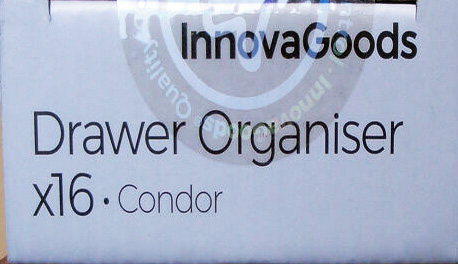 InnovaGoods
Drawer Organiser
x16 · Condor